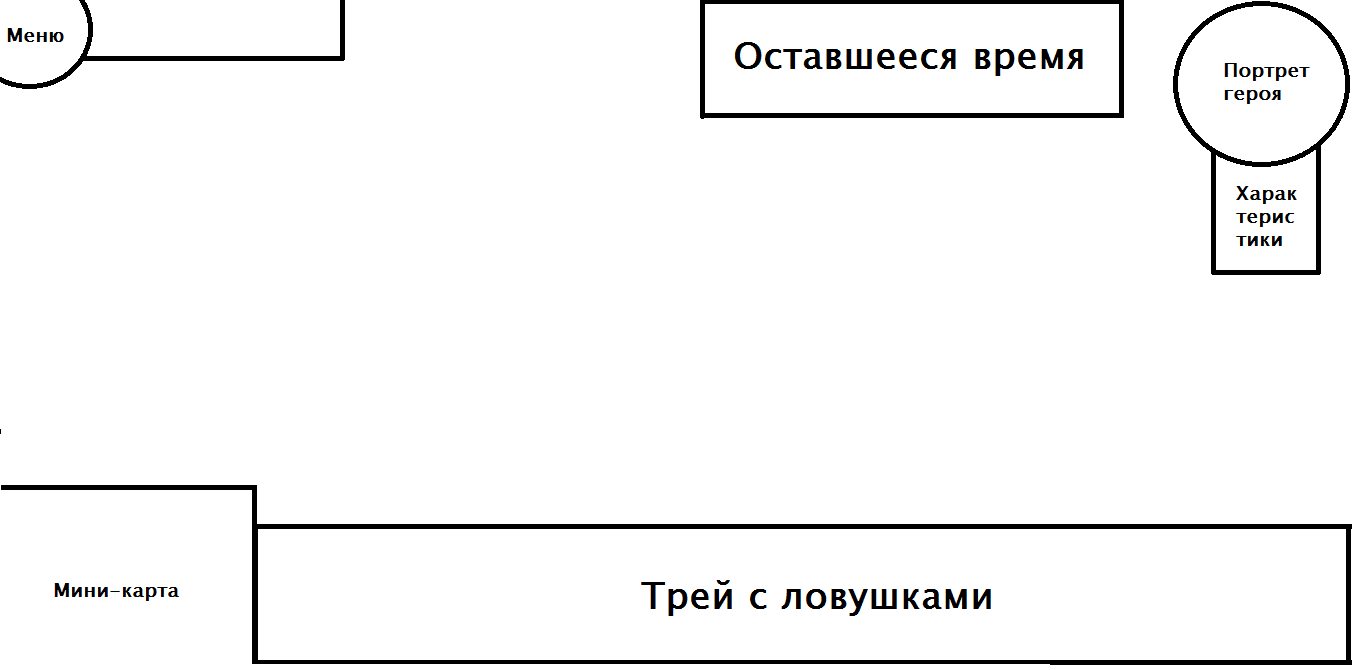 Меню
Оставшееся время
Портрет
героя
Харак
терис
тики
Мини-карта
Трей с ловушками